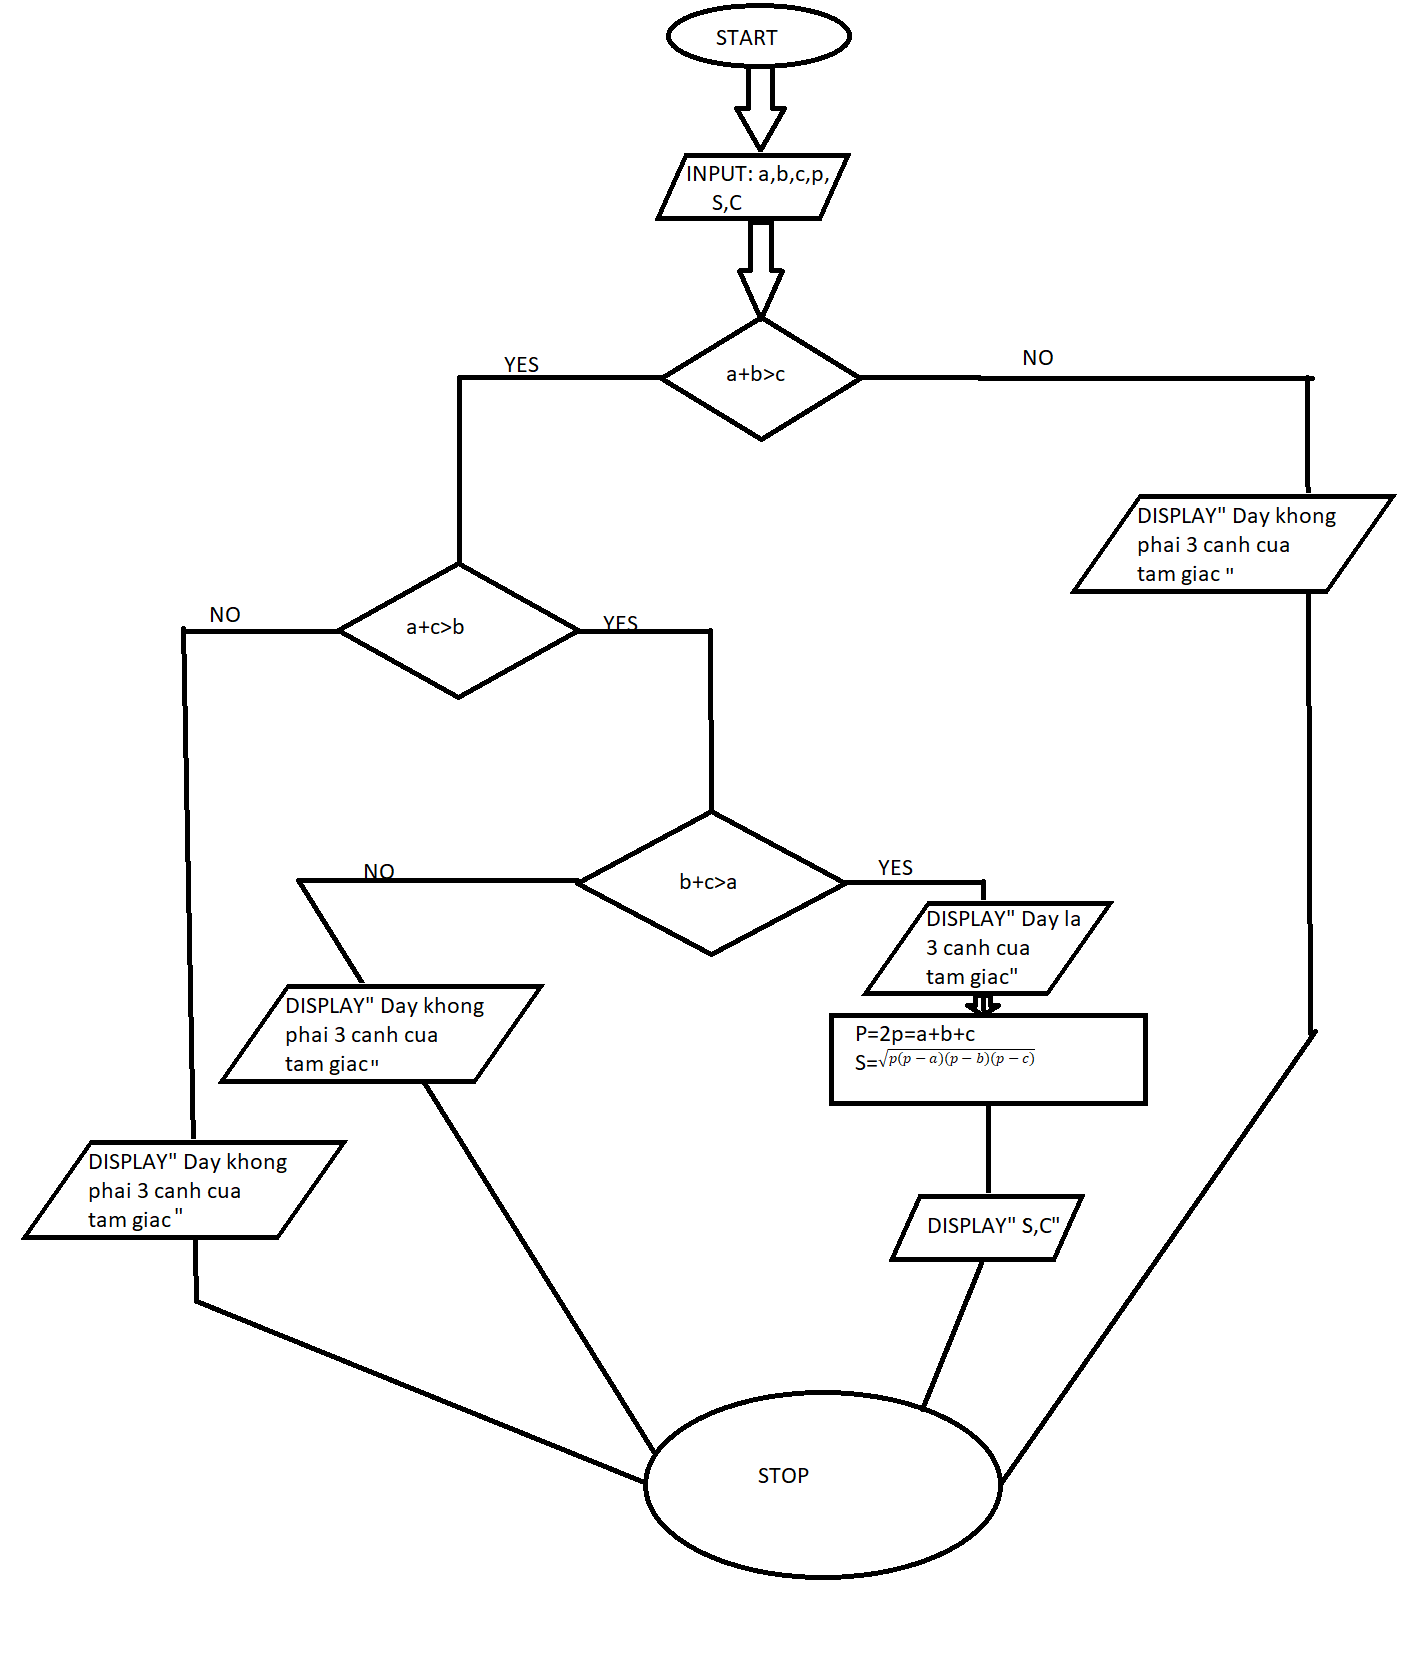 START
INPUT: a,b,c,p,
S,C
a+b>c
YES
NO
DISPLAY" Day khong
phai 3 canh cua
tam giac "
a+c>b
NO
YES
b+c>a
NO
YES
DISPLAY" Day la
3 canh cua
tam giac"
DISPLAY" Day khong
phai 3 canh cua
tam giac"
P=2p=a+b+c
S=√p(p − a)(p − b)(p − c)
DISPLAY" Day khong
phai 3 canh cua
tam giac"
DISPLAY" S,C"
STOP